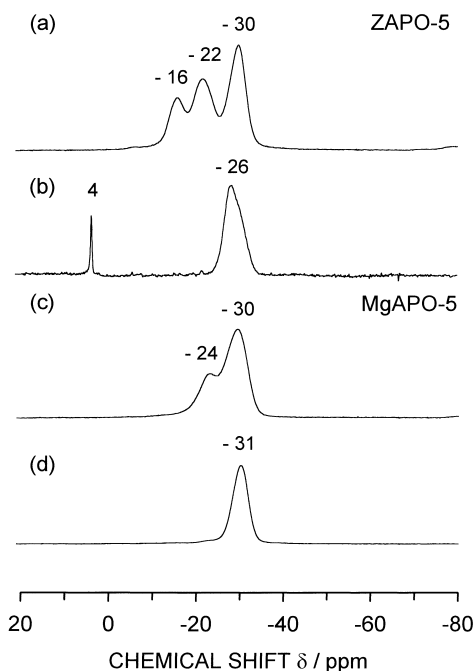 (a) - 30 ZAPO-5
- 22
- 16
(b) - 26
4
(c) - 30 MgAPO-5
- 24
(d) - 31
20 0 -20 -40 -60 -80
CHEMICAL SHIFT δ / ppm